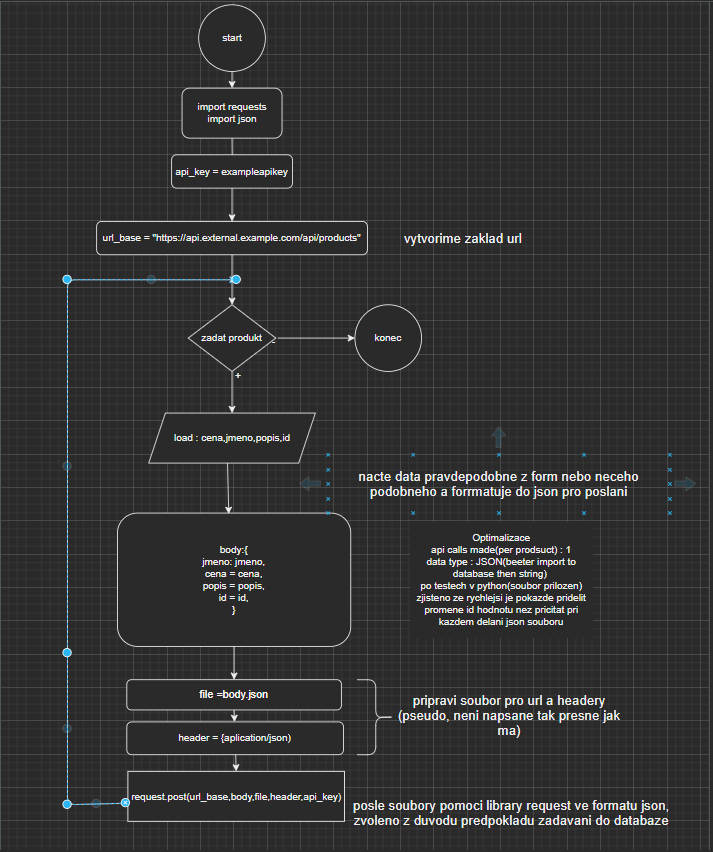 start
import requests
import json
api_key = exampleapikey
url_base = "https://api.external.example.com/api/products"
vytvorime zaklad url
zadat produkt
-
konec
+
load : cena,jmeno,popis,id
nacte data pravdepodobne z form nebo neceho
podobneho a forrmatuje do json pro poslani
body:{
jmeno: jmeno,
cena = cena,
popis = popis,
id = id,
}
Optimalizace
api calls made(per prodsuct) : 1
data type : JSON(beeter import to
database then string)
po testech v python(soubor prilozen)
zjisteno ze rychlejsi je pokazde pridelit
promene id hodnotu nez pricitat pri
kazdem delani json souboru
file =body.json
header = {aplication/json)
pripravi soubor pro url a headery
(pseudo, neni napsane tak presne jak
ma)
request.post(url_base,body,file,header,api_key)
posle soubory pomoci library request ve formatu json,
zvoleno z duvodu predpokladu zadavani do databaze